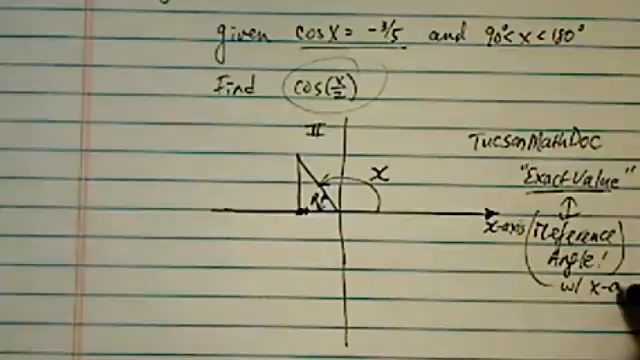 given cos x = -3/5 and 90° < x < 180°
Find cos(x/2)
II
TucsonMathDoc
x
"Exact Value"
x-axis
(Reference
Angle!
w/ x-a